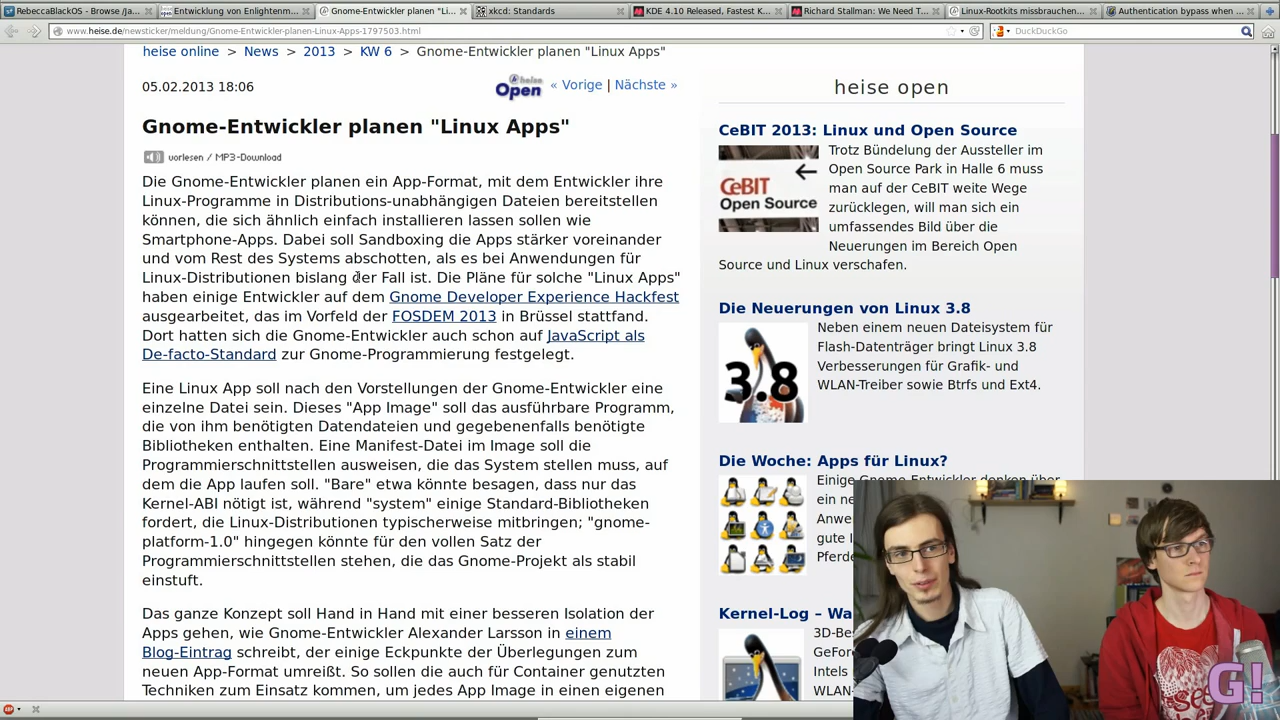 RebeccaBlackOS - Browse /Ja...
Entwicklung von Enlightenm...
Gnome-Entwickler planen "Li...
xkcd: Standards
KDE 4.10 Released, Fastest K...
Richard Stallman: We Need T...
Linux-Rootkits missbrauchen...
Authentication bypass when ...
www.heise.de/newsticker/meldung/Gnome-Entwickler-planen-Linux-Apps-1797503.html
DuckDuckGo
heise online > News > 2013 > KW 6 > Gnome-Entwickler planen "Linux Apps"
05.02.2013 18:06
heise Open
« Vorige | Nächste »
Gnome-Entwickler planen "Linux Apps"
vorlesen / MP3-Download
Die Gnome-Entwickler planen ein App-Format, mit dem Entwickler ihre
Linux-Programme in Distributions-unabhängigen Dateien bereitstellen
können, die sich ähnlich einfach installieren lassen sollen wie
Smartphone-Apps. Dabei soll Sandboxing die Apps stärker voreinander
und vom Rest des Systems abschotten, als es bei Anwendungen für
Linux-Distributionen bislang der Fall ist. Die Pläne für solche "Linux Apps"
haben einige Entwickler auf dem Gnome Developer Experience Hackfest
ausgearbeitet, das im Vorfeld der FOSDEM 2013 in Brüssel stattfand.
Dort hatten sich die Gnome-Entwickler auch schon auf JavaScript als
De-facto-Standard zur Gnome-Programmierung festgelegt.
Eine Linux App soll nach den Vorstellungen der Gnome-Entwickler eine
einzelne Datei sein. Dieses "App Image" soll das ausführbare Programm,
die von ihm benötigten Datendateien und gegebenenfalls benötigte
Bibliotheken enthalten. Eine Manifest-Datei im Image soll die
Programmierschnittstellen ausweisen, die das System stellen muss, auf
dem die App laufen soll. "Bare" etwa könnte besagen, dass nur das
Kernel-ABI nötigt ist, während "system" einige Standard-Bibliotheken
fordert, die Linux-Distributionen typischerweise mitbringen; "gnome-
platform-1.0" hingegen könnte für den vollen Satz der
Programmierschnittstellen stehen, die das Gnome-Projekt als stabil
einstuft.
Das ganze Konzept soll Hand in Hand mit einer besseren Isolation der
Apps gehen, wie Gnome-Entwickler Alexander Larsson in einem
Blog-Eintrag schreibt, der einige Eckpunkte der Überlegungen zum
neuen App-Format umreißt. So sollen die auch für Container genutzten
Techniken zum Einsatz kommen, um jedes App Image in einen eigenen
heise open
CeBIT 2013: Linux und Open Source
CeBIT
Open Source
Trotz Bündelung der Aussteller im
Open Source Park in Halle 6 muss
man auf der CeBIT weite Wege
zurücklegen, will man sich ein
umfassendes Bild über die
Neuerungen im Bereich Open
Source und Linux verschafen.
Die Neuerungen von Linux 3.8
3.8
Neben einem neuen Dateisystem für
Flash-Datenträger bringt Linux 3.8
Verbesserungen für Grafik- und
WLAN-Treiber sowie Btrfs und Ext4.
Die Woche: Apps für Linux?
Einige Gnome-Entwickler denken über
ein ne
Anwe
gute I
Pferde
Kernel-Log – Wa
3D-Bes
GeFor
Intels
WLAN-
G!